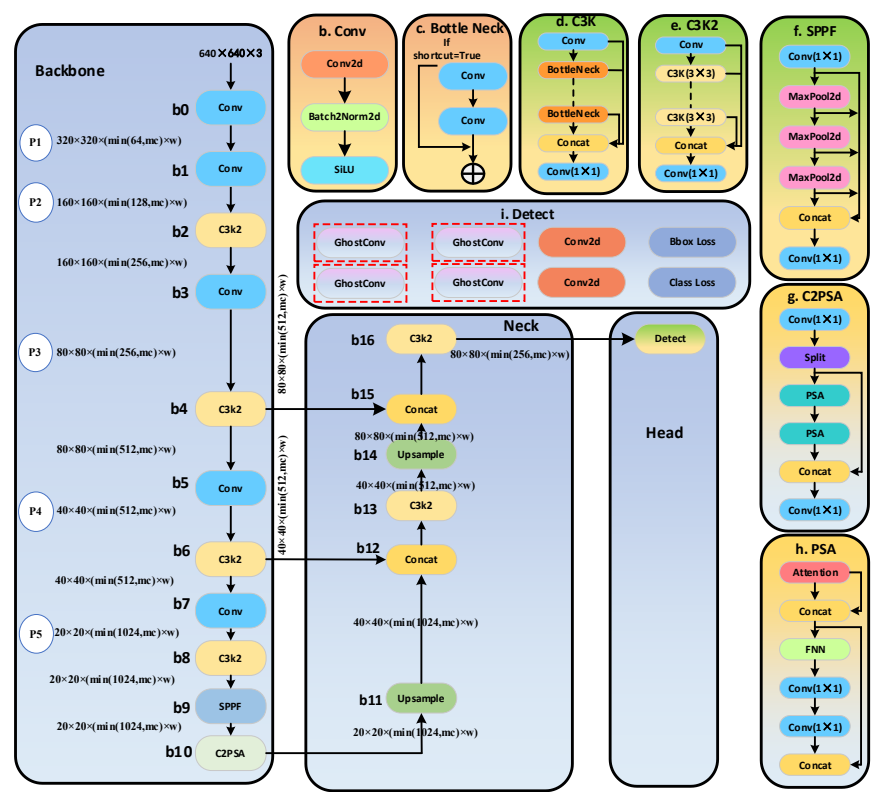 Backbone
640×640×3
b0
Conv
P1
320×320×(min(64,mc)×w)
b1
Conv
P2
160×160×(min(128,mc)×w)
b2
C3k2
160×160×(min(256,mc)×w)
b3
Conv
P3
80×80×(min(256,mc)×w)
b4
C3k2
80×80×(min(512,mc)×w)
80×80×(min(512,mc)×w)
b5
Conv
P4
40×40×(min(512,mc)×w)
40×40×(min(512,mc)×w)
b6
C3k2
40×40×(min(512,mc)×w)
b7
Conv
P5
20×20×(min(1024,mc)×w)
b8
C3k2
20×20×(min(1024,mc)×w)
b9
SPPF
20×20×(min(1024,mc)×w)
b10
C2PSA
b. Conv
Conv2d
Batch2Norm2d
SiLU
c. Bottle Neck
If
shortcut=True
Conv
Conv
d. C3K
Conv
BottleNeck
BottleNeck
Concat
Conv(1×1)
e. C3K2
Conv
C3K(3×3)
C3K(3×3)
Concat
Conv(1×1)
f. SPPF
Conv(1×1)
MaxPool2d
MaxPool2d
MaxPool2d
Concat
Conv(1×1)
i. Detect
GhostConv
GhostConv
Conv2d
Bbox Loss
GhostConv
GhostConv
Conv2d
Class Loss
Neck
b16
C3k2
80×80×(min(256,mc)×w)
b15
Concat
80×80×(min(512,mc)×w)
b14
Upsample
40×40×(min(512,mc)×w)
b13
C3k2
b12
Concat
40×40×(min(1024,mc)×w)
b11
Upsample
20×20×(min(1024,mc)×w)
Detect
Head
g. C2PSA
Conv(1×1)
Split
PSA
PSA
Concat
Conv(1×1)
h. PSA
Attention
Concat
FNN
Conv(1×1)
Conv(1×1)
Concat